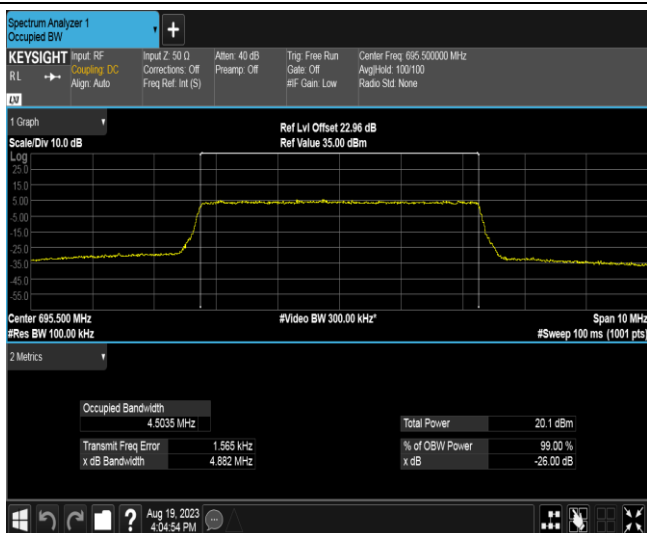 Spectrum Analyzer 1
Occupied BW
+
KEYSIGHT Input: RF Input Z: 50 Ω Atten: 40 dB Trig: Free Run Center Freq: 695.500000 MHz
RL Coupling: DC Corrections: Off Preamp: Off Gate: Off Avg|Hold: 100/100
Align: Auto Freq Ref: Int (S) #IF Gain: Low Radio Std: None
LXI
1 Graph
Ref Lvl Offset 22.96 dB
Scale/Div 10.0 dB Ref Value 35.00 dBm
Log
25.0
15.0
5.00
-5.00
-15.0
-25.0
-35.0
-45.0
-55.0
Center 695.500 MHz #Video BW 300.00 kHz* Span 10 MHz
#Res BW 100.00 kHz #Sweep 100 ms (1001 pts)
2 Metrics
Occupied Bandwidth
4.5035 MHz Total Power 20.1 dBm
Transmit Freq Error 1.565 kHz % of OBW Power 99.00 %
x dB Bandwidth 4.882 MHz x dB -26.00 dB
? Aug 19, 2023
4:04:54 PM